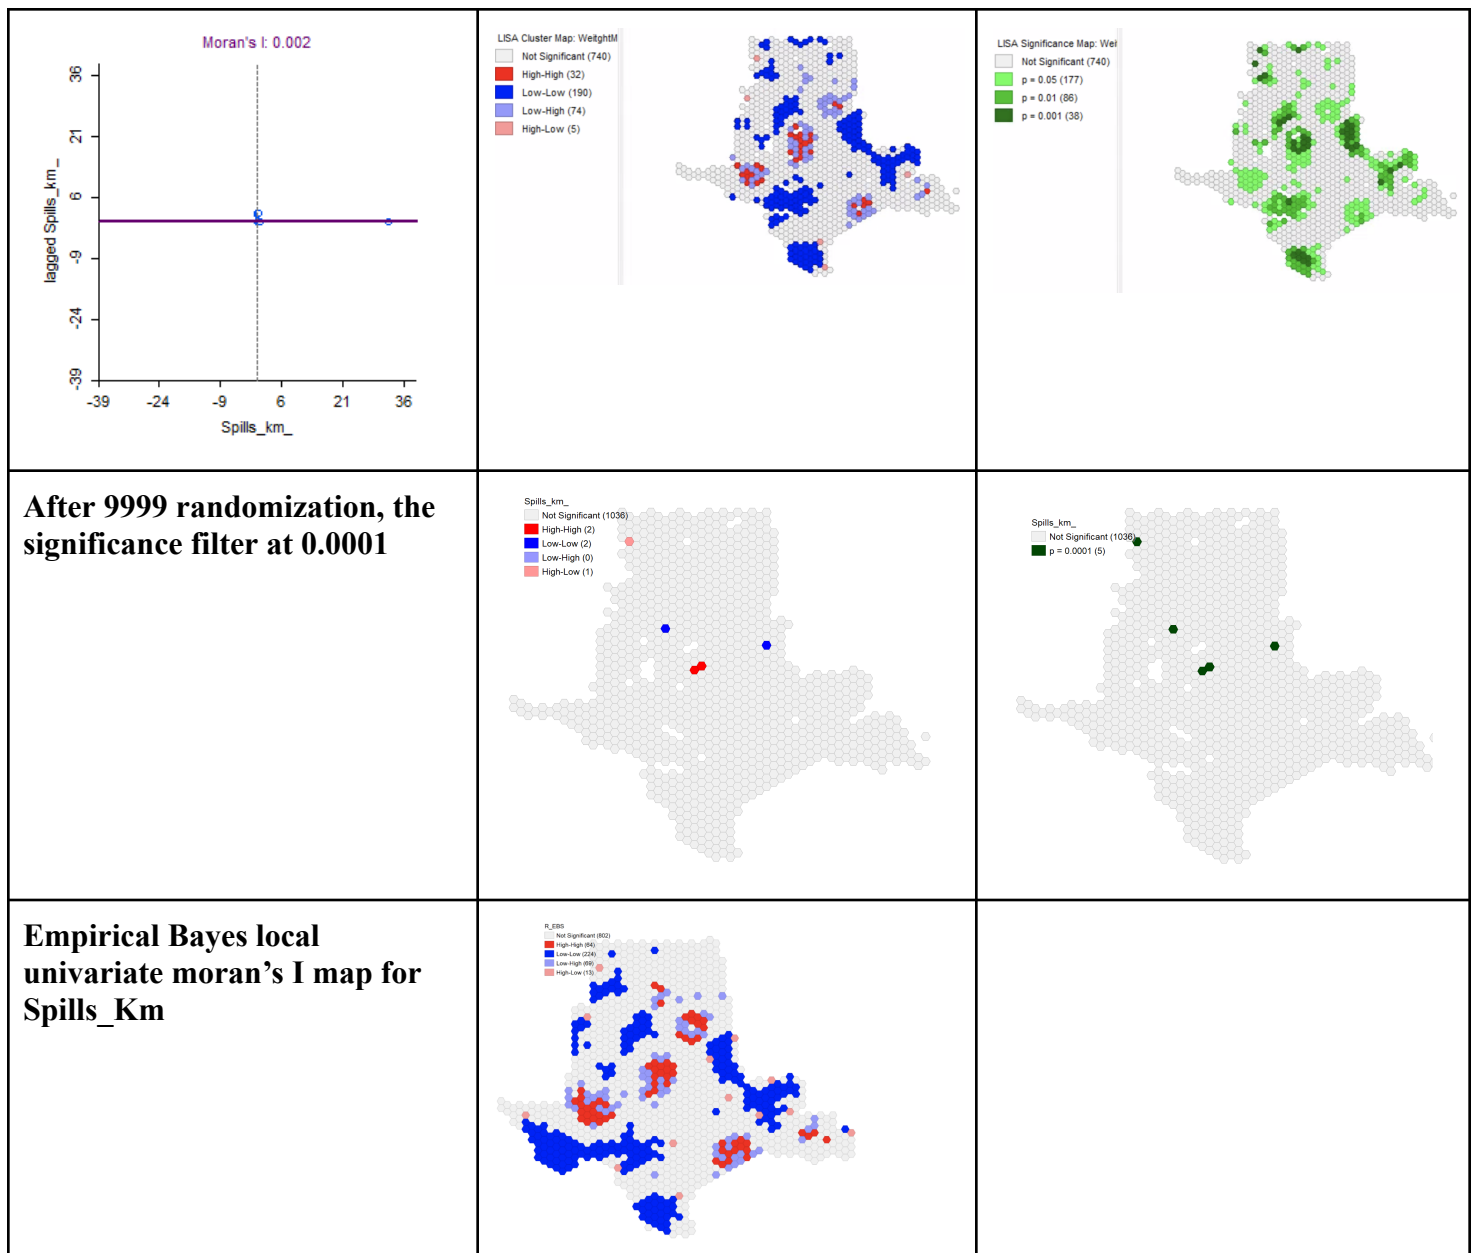 Moran's I: 0.002
36
21
6
-9
-24
-39
lagged Spills_km_
-39 -24 -9 6 21 36
Spills_km_
LISA Cluster Map: WeitghtM
Not Significant (740)
High-High (32)
Low-Low (190)
Low-High (74)
High-Low (5)
LISA Significance Map: Wei
Not Significant (740)
p = 0.05 (177)
p = 0.01 (86)
p = 0.001 (38)
After 9999 randomization, the
significance filter at 0.0001
Spills_km_
Not Significant (1036)
High-High (2)
Low-Low (2)
Low-High (0)
High-Low (1)
Spills_km_
Not Significant (1036)
p = 0.0001 (5)
Empirical Bayes local
univariate moran’s I map for
Spills_Km
R_EBS
Not Significant (802)
High-High (84)
Low-Low (224)
Low-High (69)
High-Low (13)